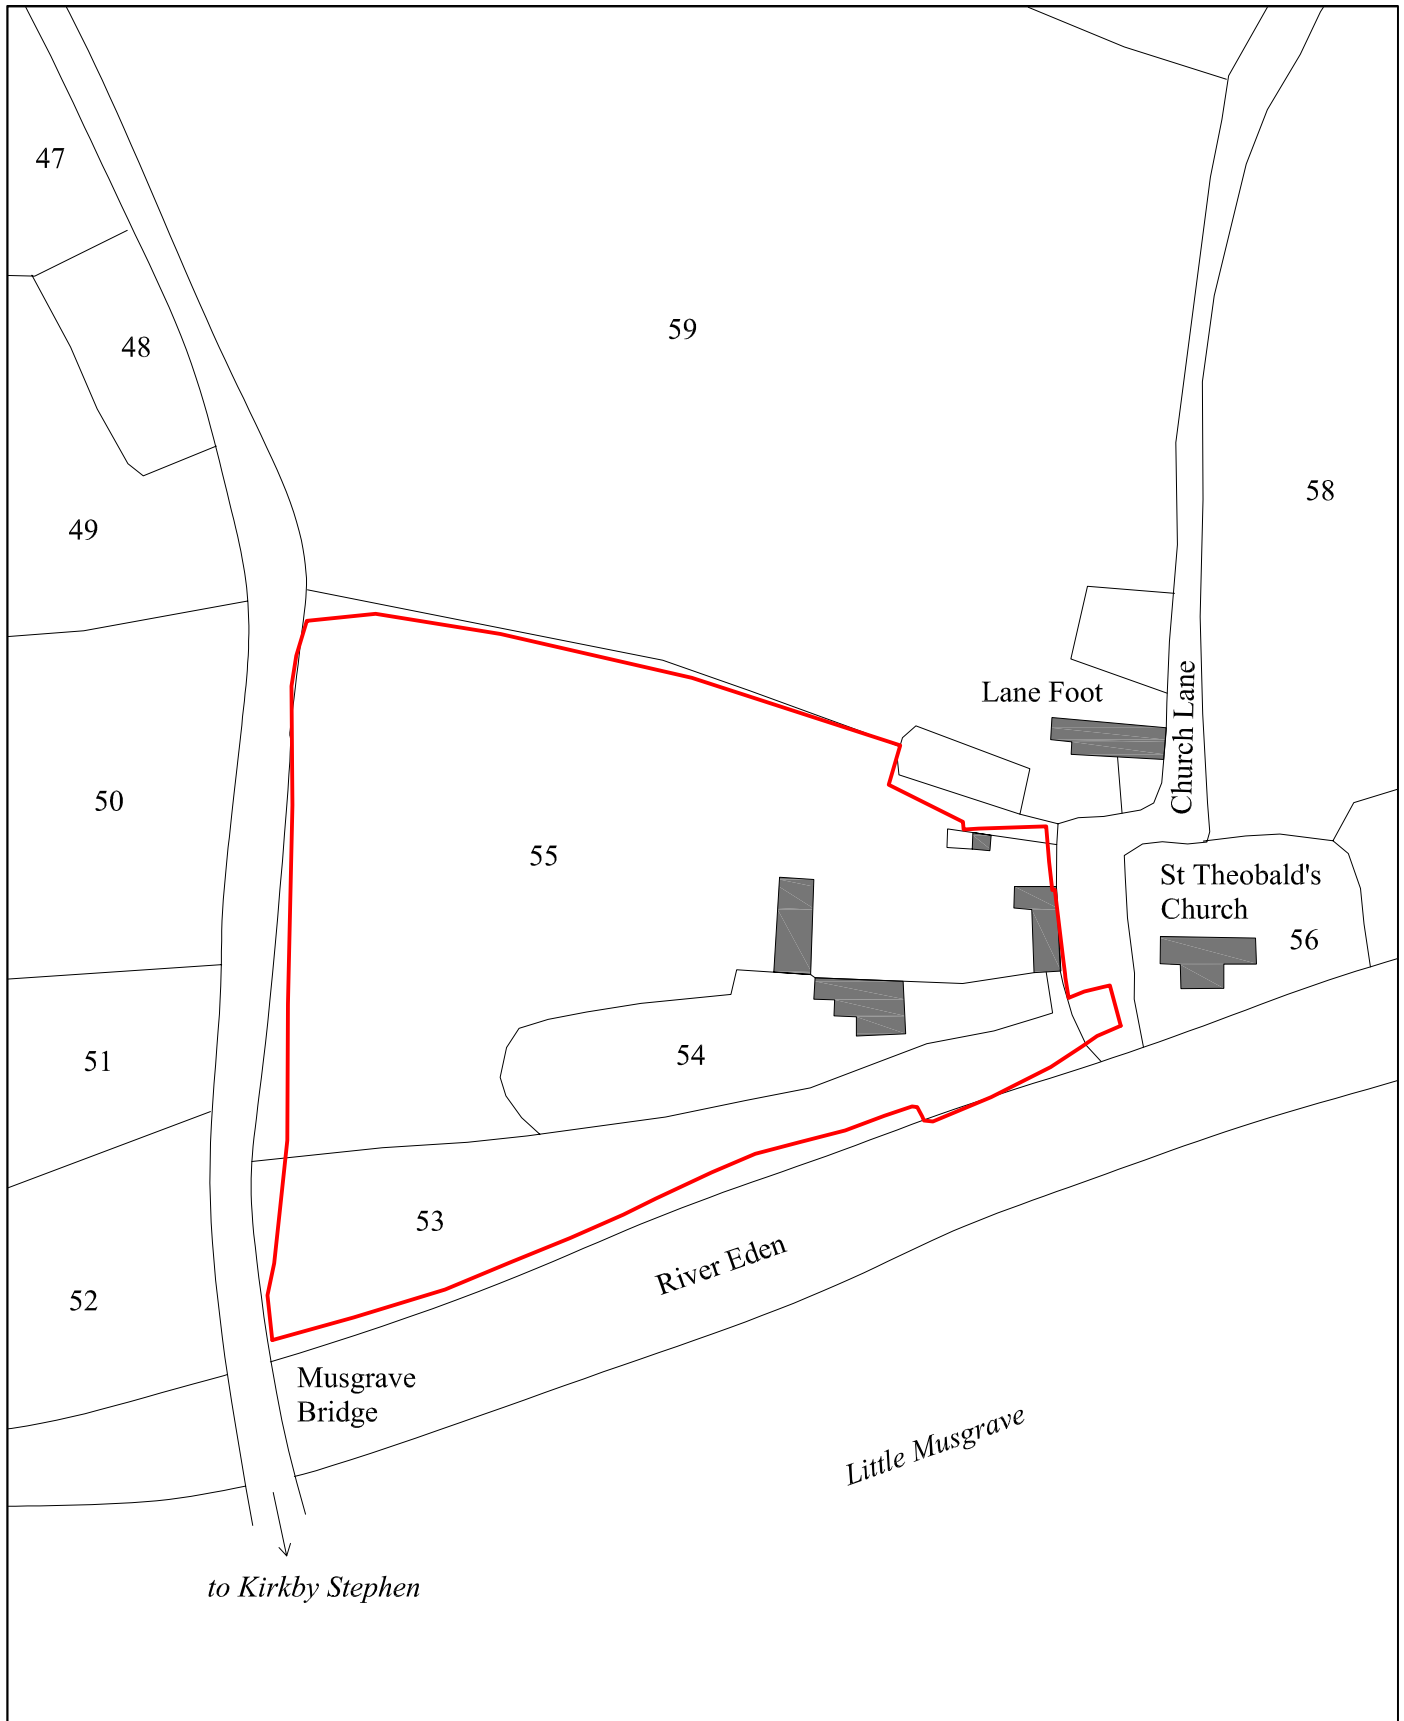 47
59
48
58
49
Lane Foot
Church Lane
50
55
St Theobald's
Church
56
54
51
53
River Eden
52
Musgrave
Bridge
Little Musgrave
to Kirkby Stephen